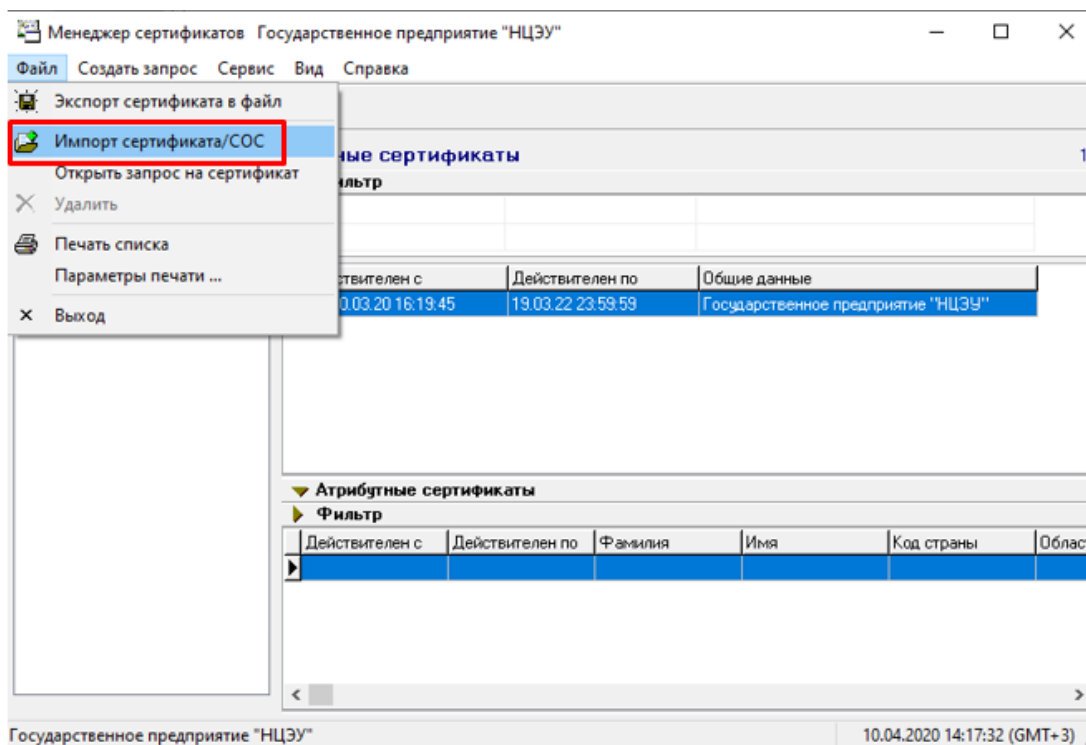 Менеджер сертификатов Государственное предприятие "НЦЭУ"
Файл Создать запрос Сервис Вид Справка
Экспорт сертификата в файл
Импорт сертификата/СОС
Открыть запрос на сертификат
Удалить
Печать списка
Параметры печати ...
Выход
сертификаты
Действителен по Общие данные
16:19:45 19.03.22 23:59:59 Государственное предприятие "НЦЭУ"
Атрибутные сертификаты
Фильтр
Действителен с Действителен по Фамилия Имя Код страны Облас
Государственное предприятие "НЦЭУ" 10.04.2020 14:17:32 (GMT+3)